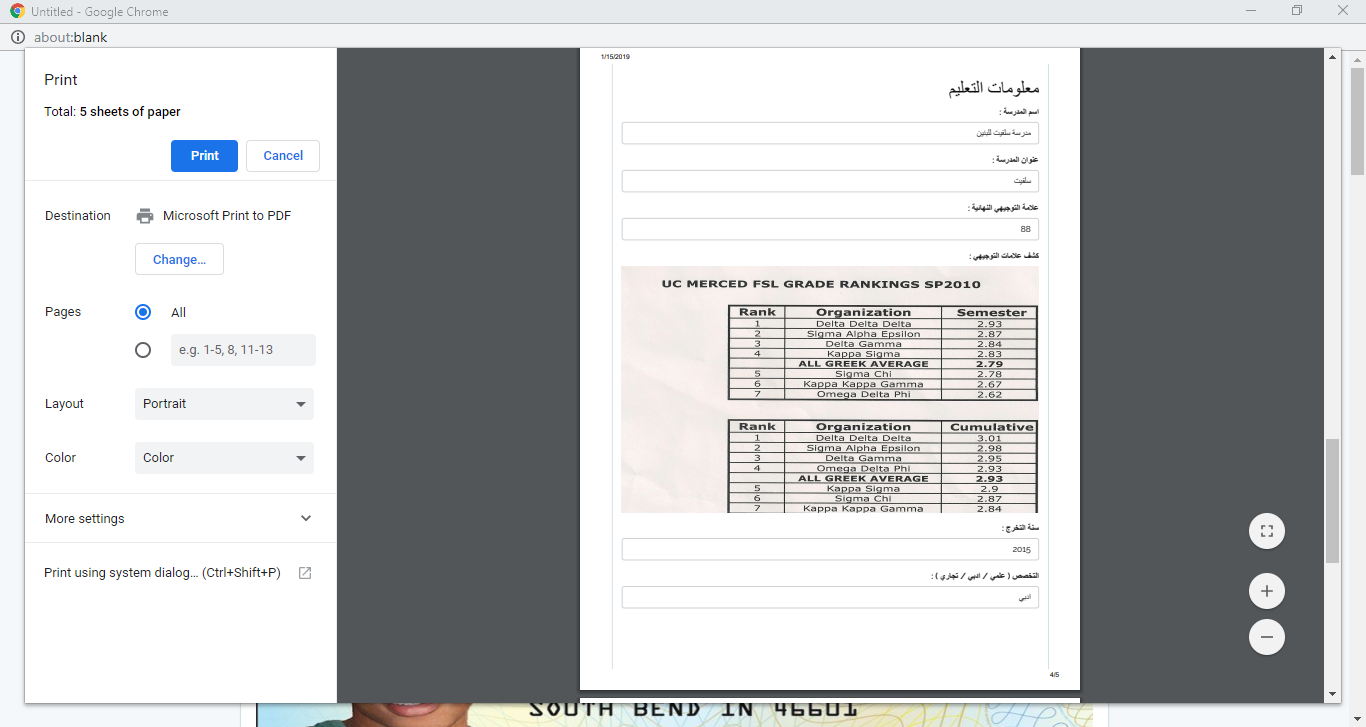 Untitled - Google Chrome
about:blank
Print
Total: 5 sheets of paper
Print Cancel
Destination Microsoft Print to PDF
Change...
Pages All
e.g. 1-5, 8, 11-13
Layout Portrait
Color Color
More settings
Print using system dialog... (Ctrl+Shift+P)
1/15/2019
معلومات التعليم
اسم المدرسة :
مدرسة سلفيت للبنين
عنوان المدرسة :
سلفيت
علامة التوجيهي النهائية :
88
كشف علامات التوجيهي :
UC MERCED FSL GRADE RANKINGS SP2010
Rank Organization Semester
1 Delta Delta Delta 2.93
2 Sigma Alpha Epsilon 2.87
3 Delta Gamma 2.84
4 Kappa Sigma 2.83
ALL GREEK AVERAGE 2.79
5 Sigma Chi 2.78
6 Kappa Kappa Gamma 2.67
7 Omega Delta Phi 2.62
Rank Organization Cumulative
1 Delta Delta Delta 3.01
2 Sigma Alpha Epsilon 2.98
3 Delta Gamma 2.95
4 Omega Delta Phi 2.93
ALL GREEK AVERAGE 2.93
5 Kappa Sigma 2.9
6 Sigma Chi 2.87
7 Kappa Kappa Gamma 2.84
سنة التخرج :
2015
التخصص ( علمي / ادبي / تجاري ) :
ادبي
4/5
SOUTH BEND IN 46601